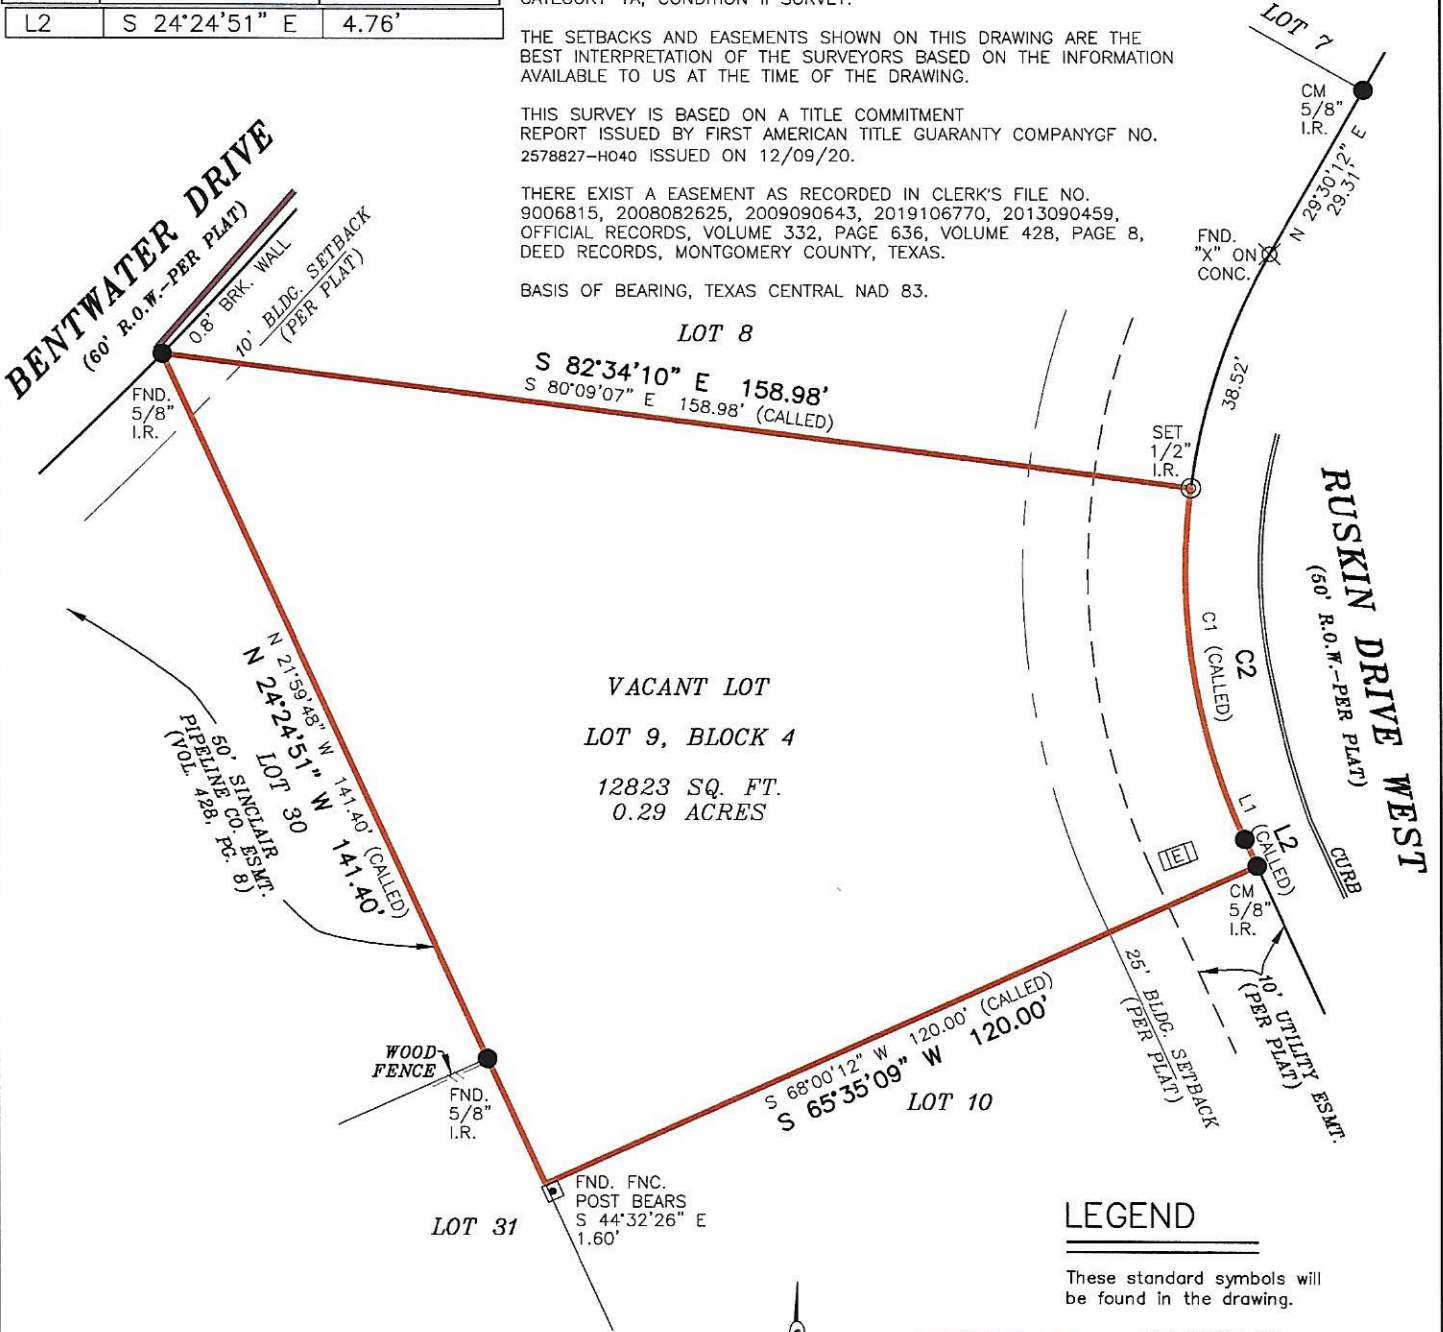 CATEGORY 1A, CONDITION II SURVEY.
L2 S 24°24'51" E 4.76'
THE SETBACKS AND EASEMENTS SHOWN ON THIS DRAWING ARE THE
BEST INTERPRETATION OF THE SURVEYORS BASED ON THE INFORMATION
AVAILABLE TO US AT THE TIME OF THE DRAWING.
THIS SURVEY IS BASED ON A TITLE COMMITMENT
REPORT ISSUED BY FIRST AMERICAN TITLE GUARANTY COMPANYGF NO.
2578827-H040 ISSUED ON 12/09/20.
THERE EXIST A EASEMENT AS RECORDED IN CLERK'S FILE NO.
9006815, 2008082625, 2009090643, 2019106770, 2013090459,
OFFICIAL RECORDS, VOLUME 332, PAGE 636, VOLUME 428, PAGE 8,
DEED RECORDS, MONTGOMERY COUNTY, TEXAS.
BASIS OF BEARING, TEXAS CENTRAL NAD 83.
LOT 7
CM
5/8"
I.R.
N 29°30'12" E
29.31'
FND.
"X" ON
CONC.
38.52'
BENTWATER DRIVE
(60' R.O.W.-PER PLAT)
0.8' BRK. WALL
10' BLDG. SETBACK
(PER PLAT)
FND.
5/8"
I.R.
LOT 8
S 82°34'10" E 158.98'
S 80°09'07" E 158.98' (CALLED)
SET
1/2"
I.R.
RUSKIN DRIVE WEST
(50' R.O.W.-PER PLAT)
C2
C1 (CALLED)
L2
L1 (CALLED)
CURB
VACANT LOT
LOT 9, BLOCK 4
12823 SQ. FT.
0.29 ACRES
N 21°59'48" W 141.40' (CALLED)
N 24°24'51" W 141.40'
LOT 30
50' SINCLAIR
PIPELINE CO. ESMT.
(VOL. 428, PG. 8)
E
CM
5/8"
I.R.
10' UTILITY ESMT.
(PER PLAT)
25' BLDG. SETBACK
(PER PLAT)
S 68°00'12" W 120.00' (CALLED)
S 65°35'09" W 120.00'
LOT 10
WOOD
FENCE
FND.
5/8"
I.R.
FND. FNC.
POST BEARS
S 44°32'26" E
1.60'
LOT 31
LEGEND
These standard symbols will
be found in the drawing.